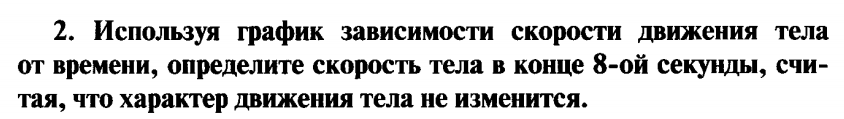 2. Используя график зависимости скорости движения тела
от времени, определите скорость тела в конце 8-ой секунды, счи-
тая, что характер движения тела не изменится.